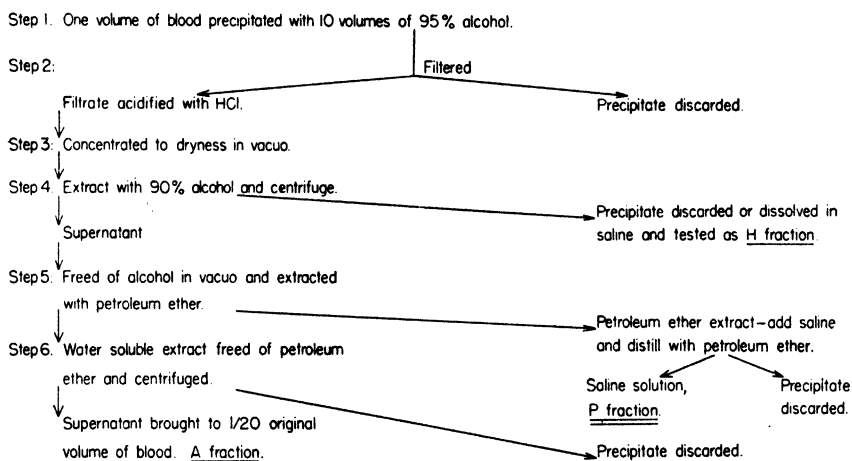 Step 1. One volume of blood precipitated with 10 volumes of 95% alcohol.
Step 2:
Filtered
Filtrate acidified with HCl.
Precipitate discarded.
Step 3: Concentrated to dryness in vacuo.
Step 4. Extract with 90% alcohol and centrifuge.
Precipitate discarded or dissolved in
saline and tested as H fraction.
Supernatant
Step 5. Freed of alcohol in vacuo and extracted
with petroleum ether.
Petroleum ether extract-add saline
and distill with petroleum ether.
Step 6. Water soluble extract freed of petroleum
ether and centrifuged.
Saline solution,
P fraction.
Precipitate
discarded.
Supernatant brought to 1/20 original
volume of blood. A fraction.
Precipitate discarded.